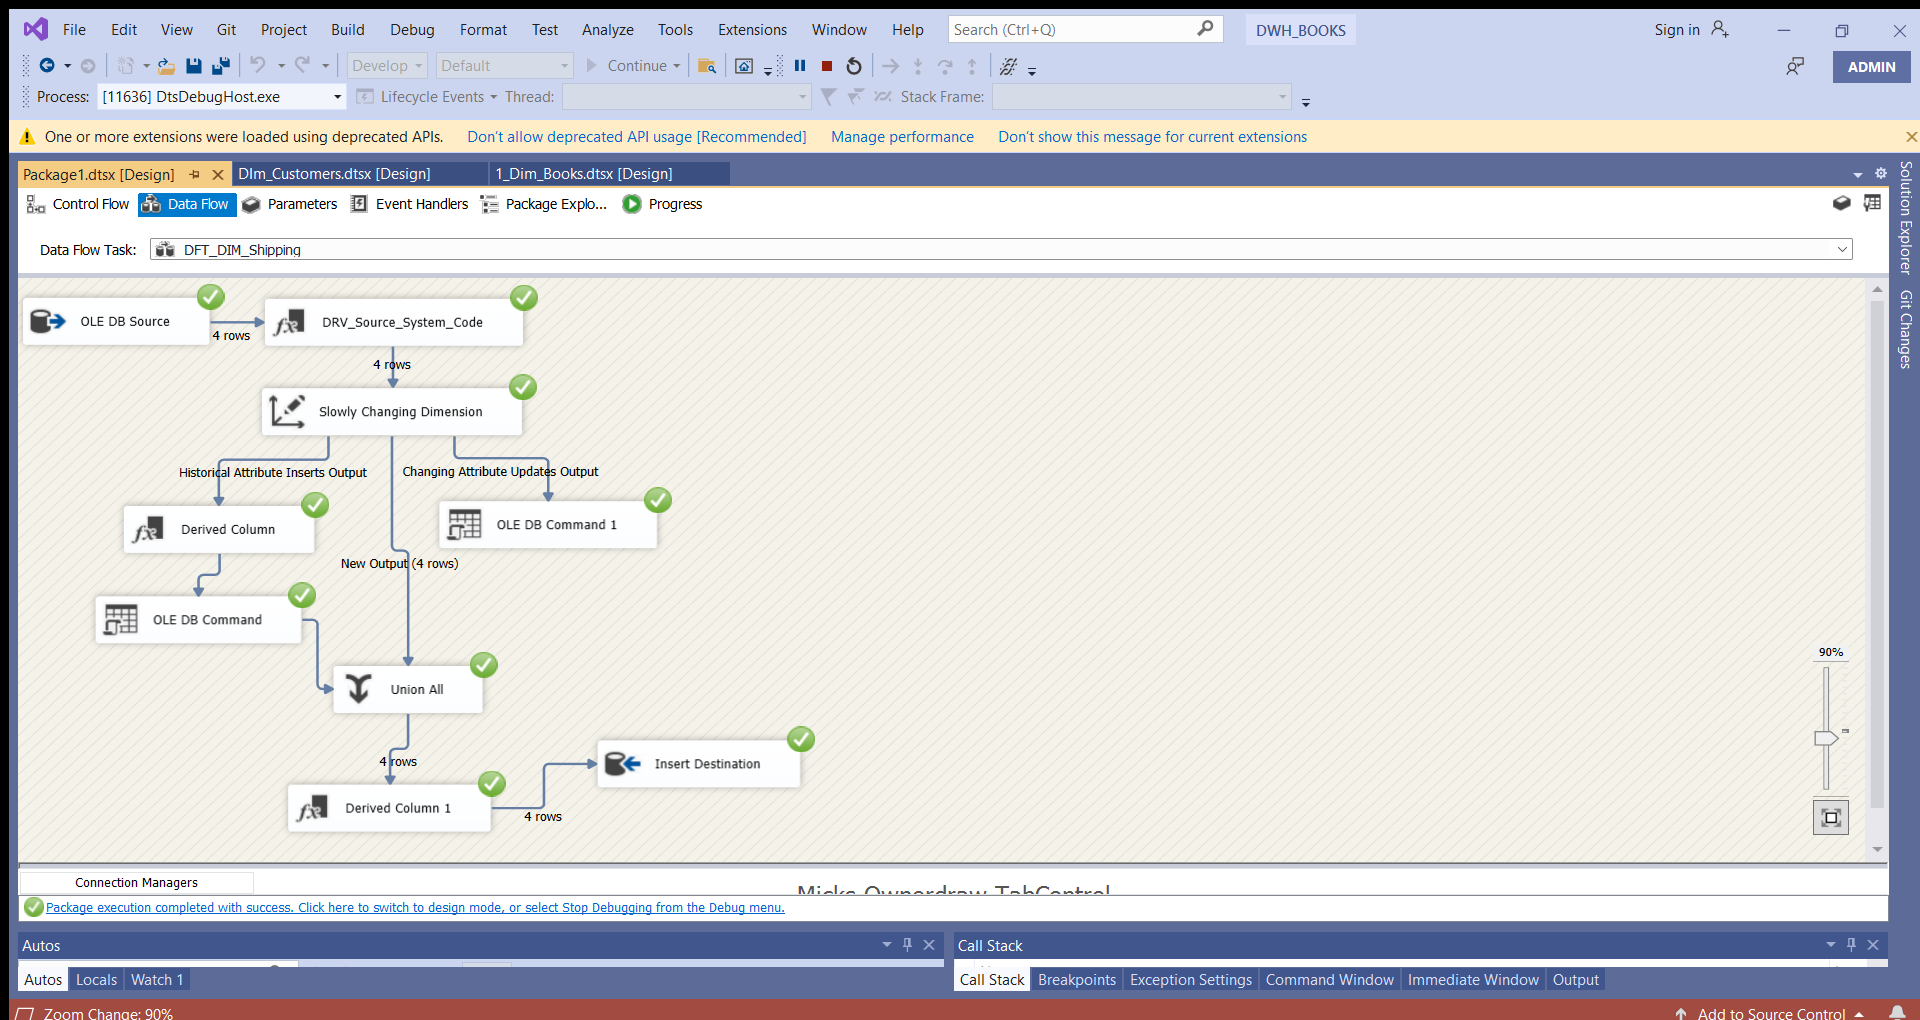 File Edit View Git Project Build Debug Format Test Analyze Tools Extensions Window Help Search (Ctrl+Q) DWH_BOOKS Sign in
Develop Default Continue ADMIN
Process: [11636] DtsDebugHost.exe Lifecycle Events Thread: Stack Frame:
One or more extensions were loaded using deprecated APIs. Don't allow deprecated API usage [Recommended] Manage performance Don't show this message for current extensions
Package1.dtsx [Design] DIm_Customers.dtsx [Design] 1_Dim_Books.dtsx [Design]
Control Flow Data Flow Parameters Event Handlers Package Explo... Progress
Data Flow Task: DFT_DIM_Shipping
Solution Explorer
Git Changes
OLE DB Source
4 rows
DRV_Source_System_Code
4 rows
Slowly Changing Dimension
Historical Attribute Inserts Output
Changing Attribute Updates Output
Derived Column
OLE DB Command 1
New Output (4 rows)
OLE DB Command
Union All
4 rows
Insert Destination
Derived Column 1
4 rows
90%
Connection Managers
Micks Ownerdraw TabControl
Package execution completed with success. Click here to switch to design mode, or select Stop Debugging from the Debug menu.
Autos
Autos Locals Watch 1
Call Stack
Call Stack Breakpoints Exception Settings Command Window Immediate Window Output
Zoom Change: 90% Add to Source Control